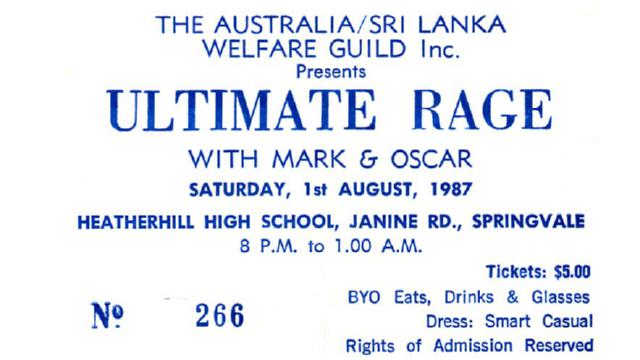 THE AUSTRALIA/SRI LANKA
WELFARE GUILD Inc.
Presents
ULTIMATE RAGE
WITH MARK & OSCAR
SATURDAY, 1st AUGUST, 1987
HEATHERHILL HIGH SCHOOL, JANINE RD., SPRINGVALE
8 P.M. to 1.00 A.M.
Tickets: $5.00
BYO Eats, Drinks & Glasses
Nº 266
Dress: Smart Casual
Rights of Admission Reserved